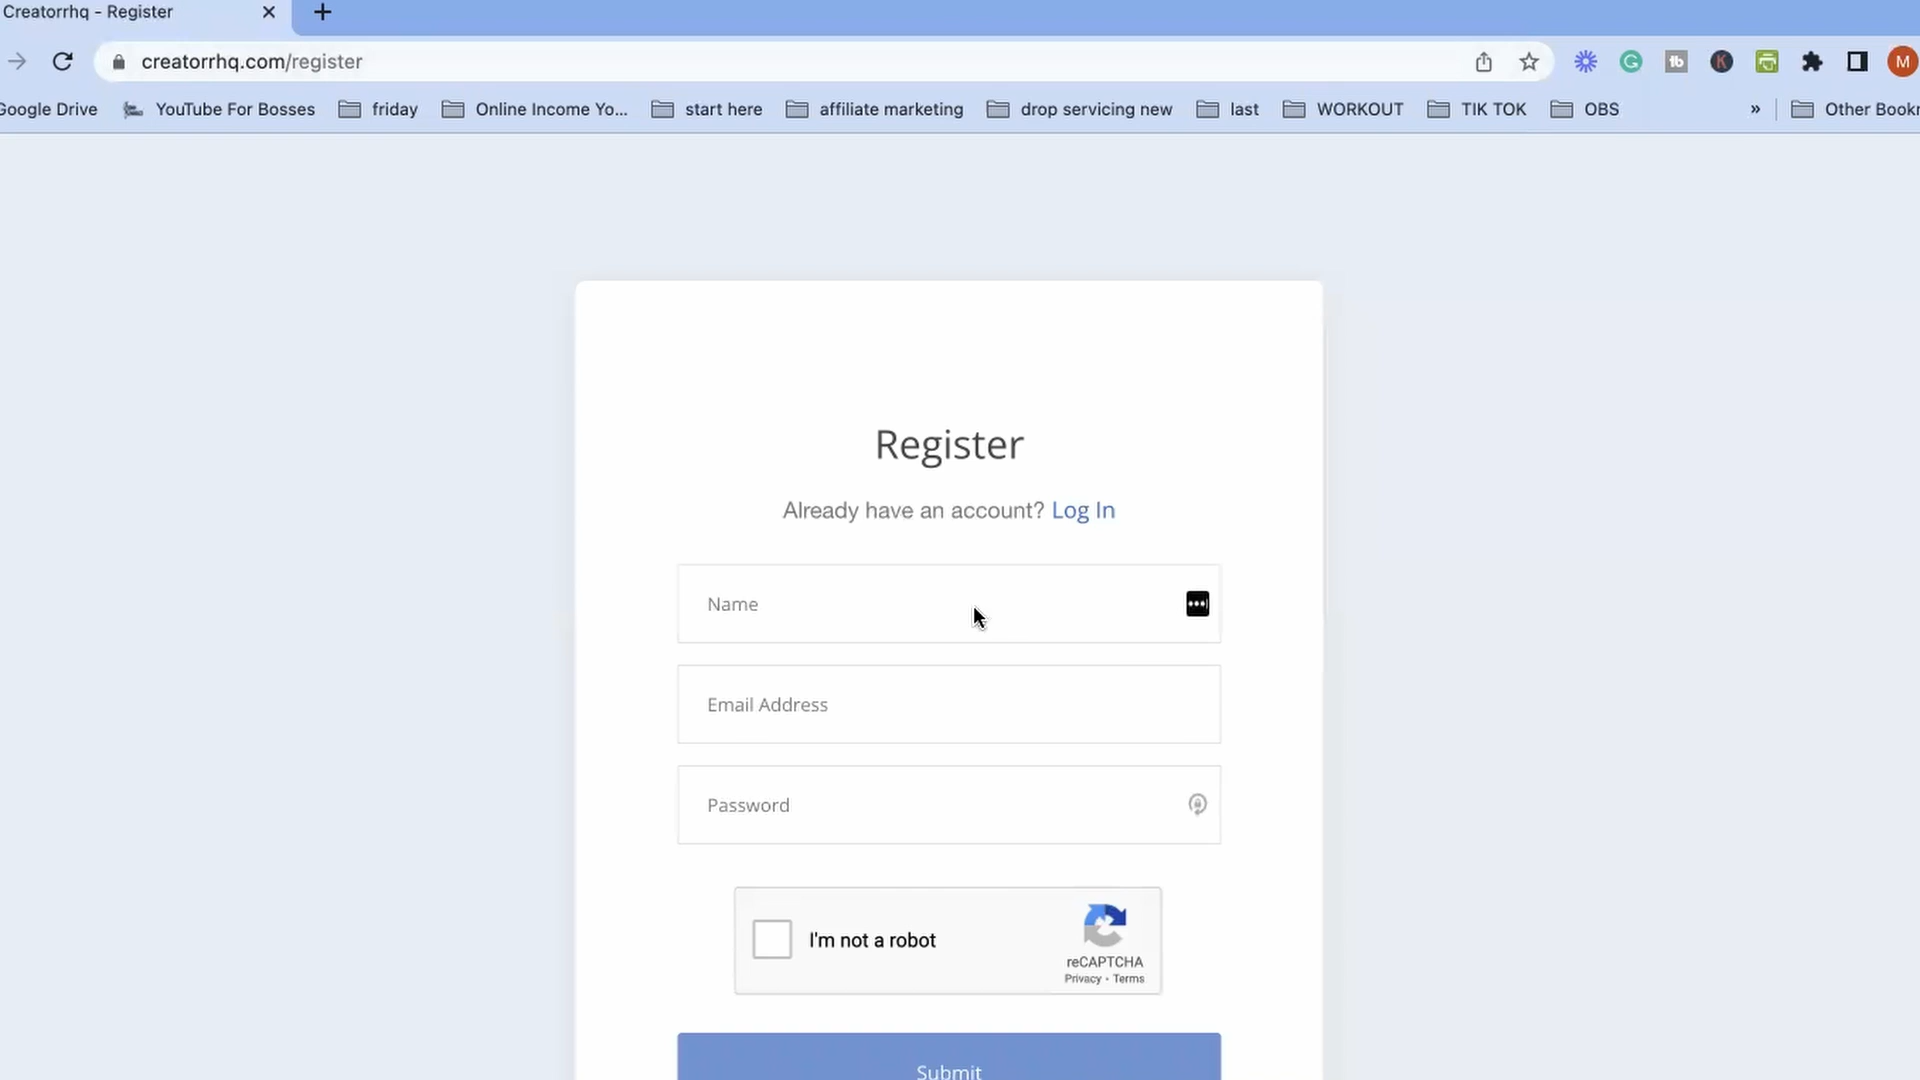 Creatorrhq - Register
creatorrhq.com/register
M
Google Drive YouTube For Bosses friday Online Income Yo... start here affiliate marketing drop servicing new last WORKOUT TIK TOK OBS » Other Bookr
Register
Already have an account? Log In
Name
Email Address
Password
I'm not a robot
reCAPTCHA
Privacy - Terms
Submit